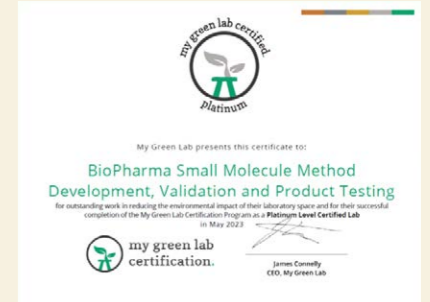 my green lab certified
platinum
My Green Lab presents this certificate to:
BioPharma Small Molecule Method
Development, Validation and Product Testing
for outstanding work in reducing the environmental impact of their laboratory space and for their successful
completion of the My Green Lab Certification Program as a Platinum Level Certified Lab
in May 2023
my green lab
certification.
James Connelly
CEO, My Green Lab